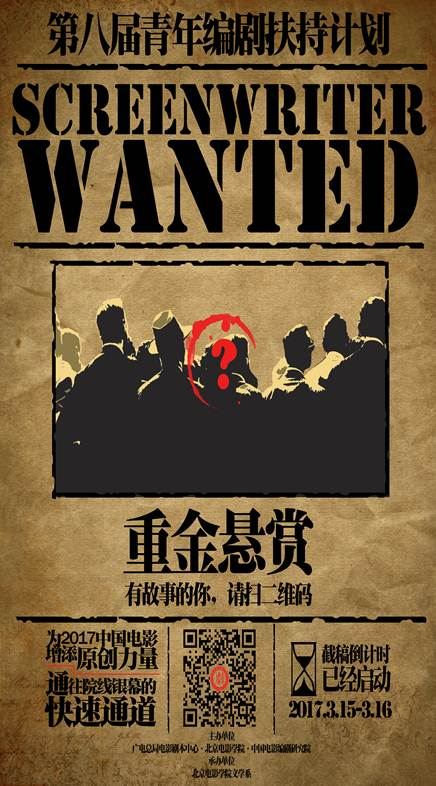 第八届青年编剧扶持计划
SCREENWRITER
WANTED
?
重金悬赏
有故事的你，请扫二维码
为2017中国电影
增添原创力量
通往院线银幕的
快速通道
截稿倒计时
已经启动
2017.3.15-3.16
主办单位
广电总局电影剧本中心·北京电影学院·中国电影编剧研究院
承办单位
北京电影学院文学系